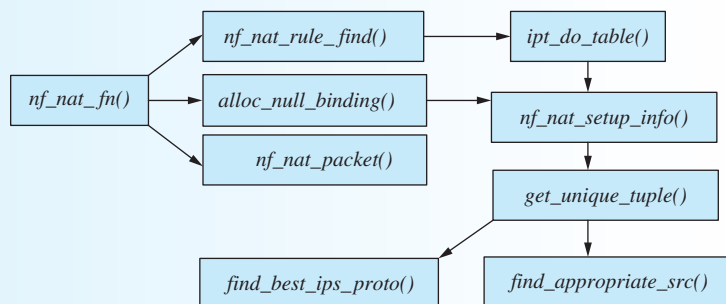 nf_nat_rule_find()
ipt_do_table()
nf_nat_fn()
alloc_null_binding()
nf_nat_setup_info()
nf_nat_packet()
get_unique_tuple()
find_best_ips_proto()
find_appropriate_src()